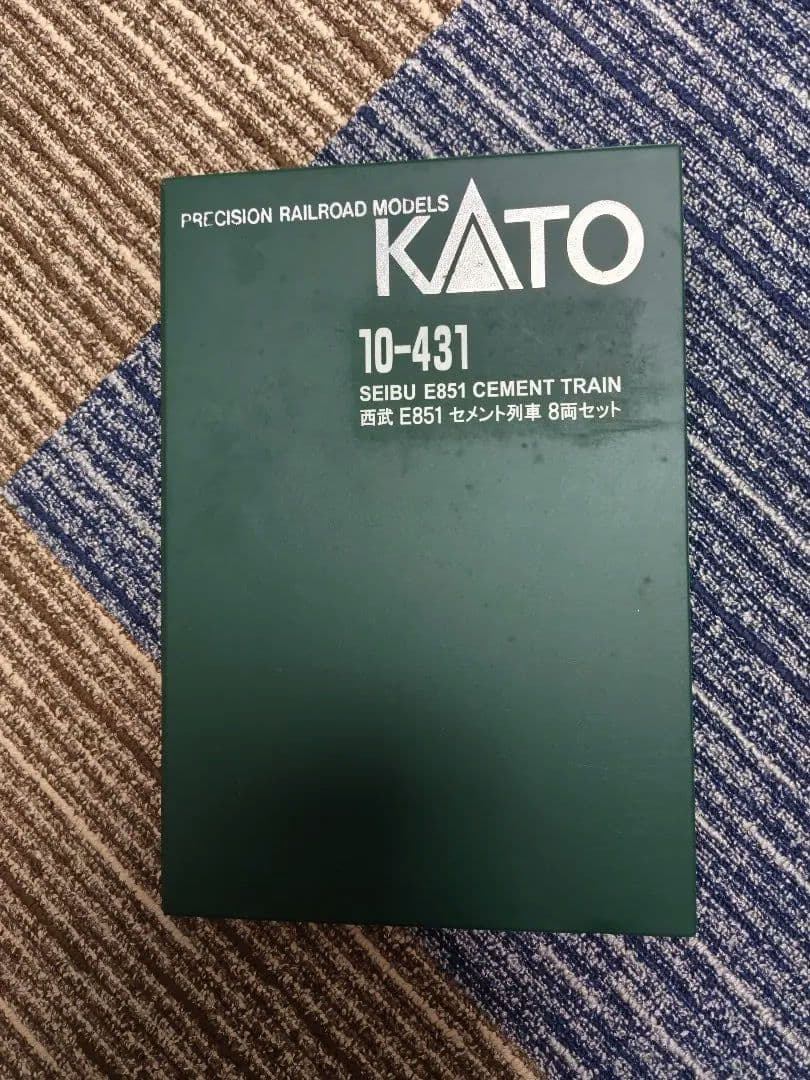 PRECISION RAILROAD MODELS
KATO
10-431
SEIBU E851 CEMENT TRAIN
西武 E851 セメント列車 8両セット